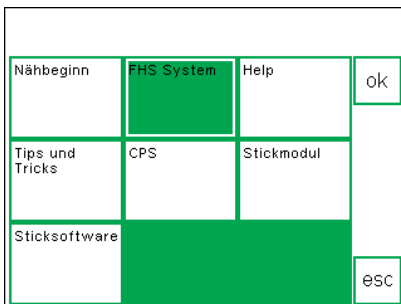 Nähbeginn
FHS System
Help
ok
Tips und
Tricks
CPS
Stickmodul
Sticksoftware
esc